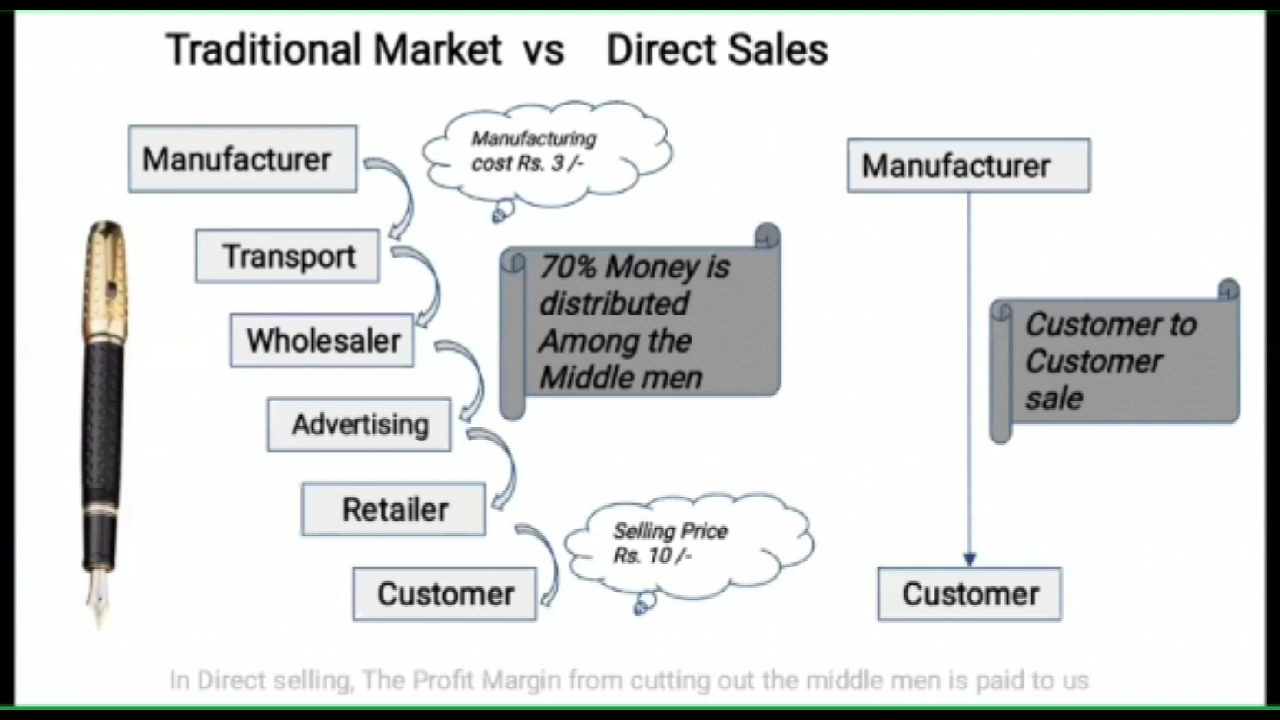 Traditional Market vs Direct Sales
Manufacturer
Manufacturing
cost Rs. 3 /-
Transport
Wholesaler
70% Money is
distributed
Among the
Middle men
Advertising
Retailer
Selling Price
Rs. 10 /-
Customer
Manufacturer
Customer to
Customer
sale
Customer
In Direct selling, The Profit Margin from cutting out the middle men is paid to us